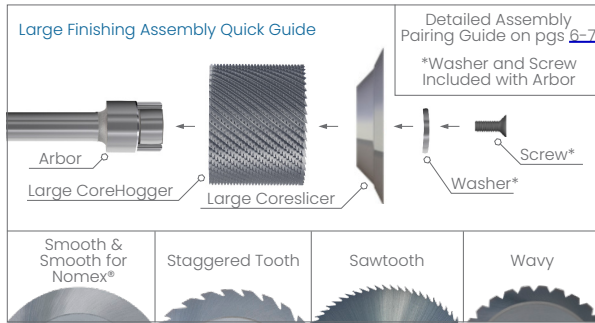 Large Finishing Assembly Quick Guide
Detailed Assembly
Pairing Guide on pgs 6-7
*Washer and Screw
Included with Arbor
Arbor
Large CoreHogger
Large Coreslicer
Washer*
Screw*
Smooth &
Smooth for
Nomex®
Staggered Tooth
Sawtooth
Wavy